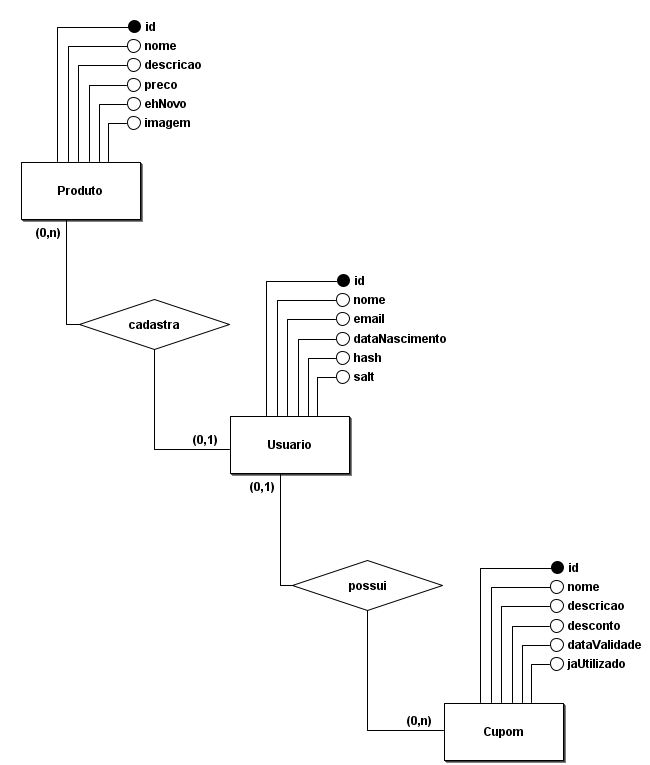 id
nome
descricao
preco
ehNovo
imagem
Produto
(0,n)
cadastra
(0,1)
id
nome
email
dataNascimento
hash
salt
Usuario
(0,1)
possui
(0,n)
id
nome
descricao
desconto
dataValidade
jaUtilizado
Cupom